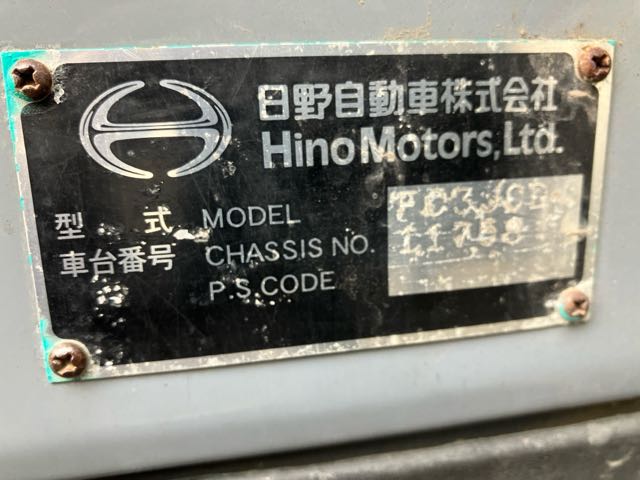 日野自動車株式会社
Hino Motors, Ltd.
型 式 MODEL
車台番号 CHASSIS NO.
P.S.CODE